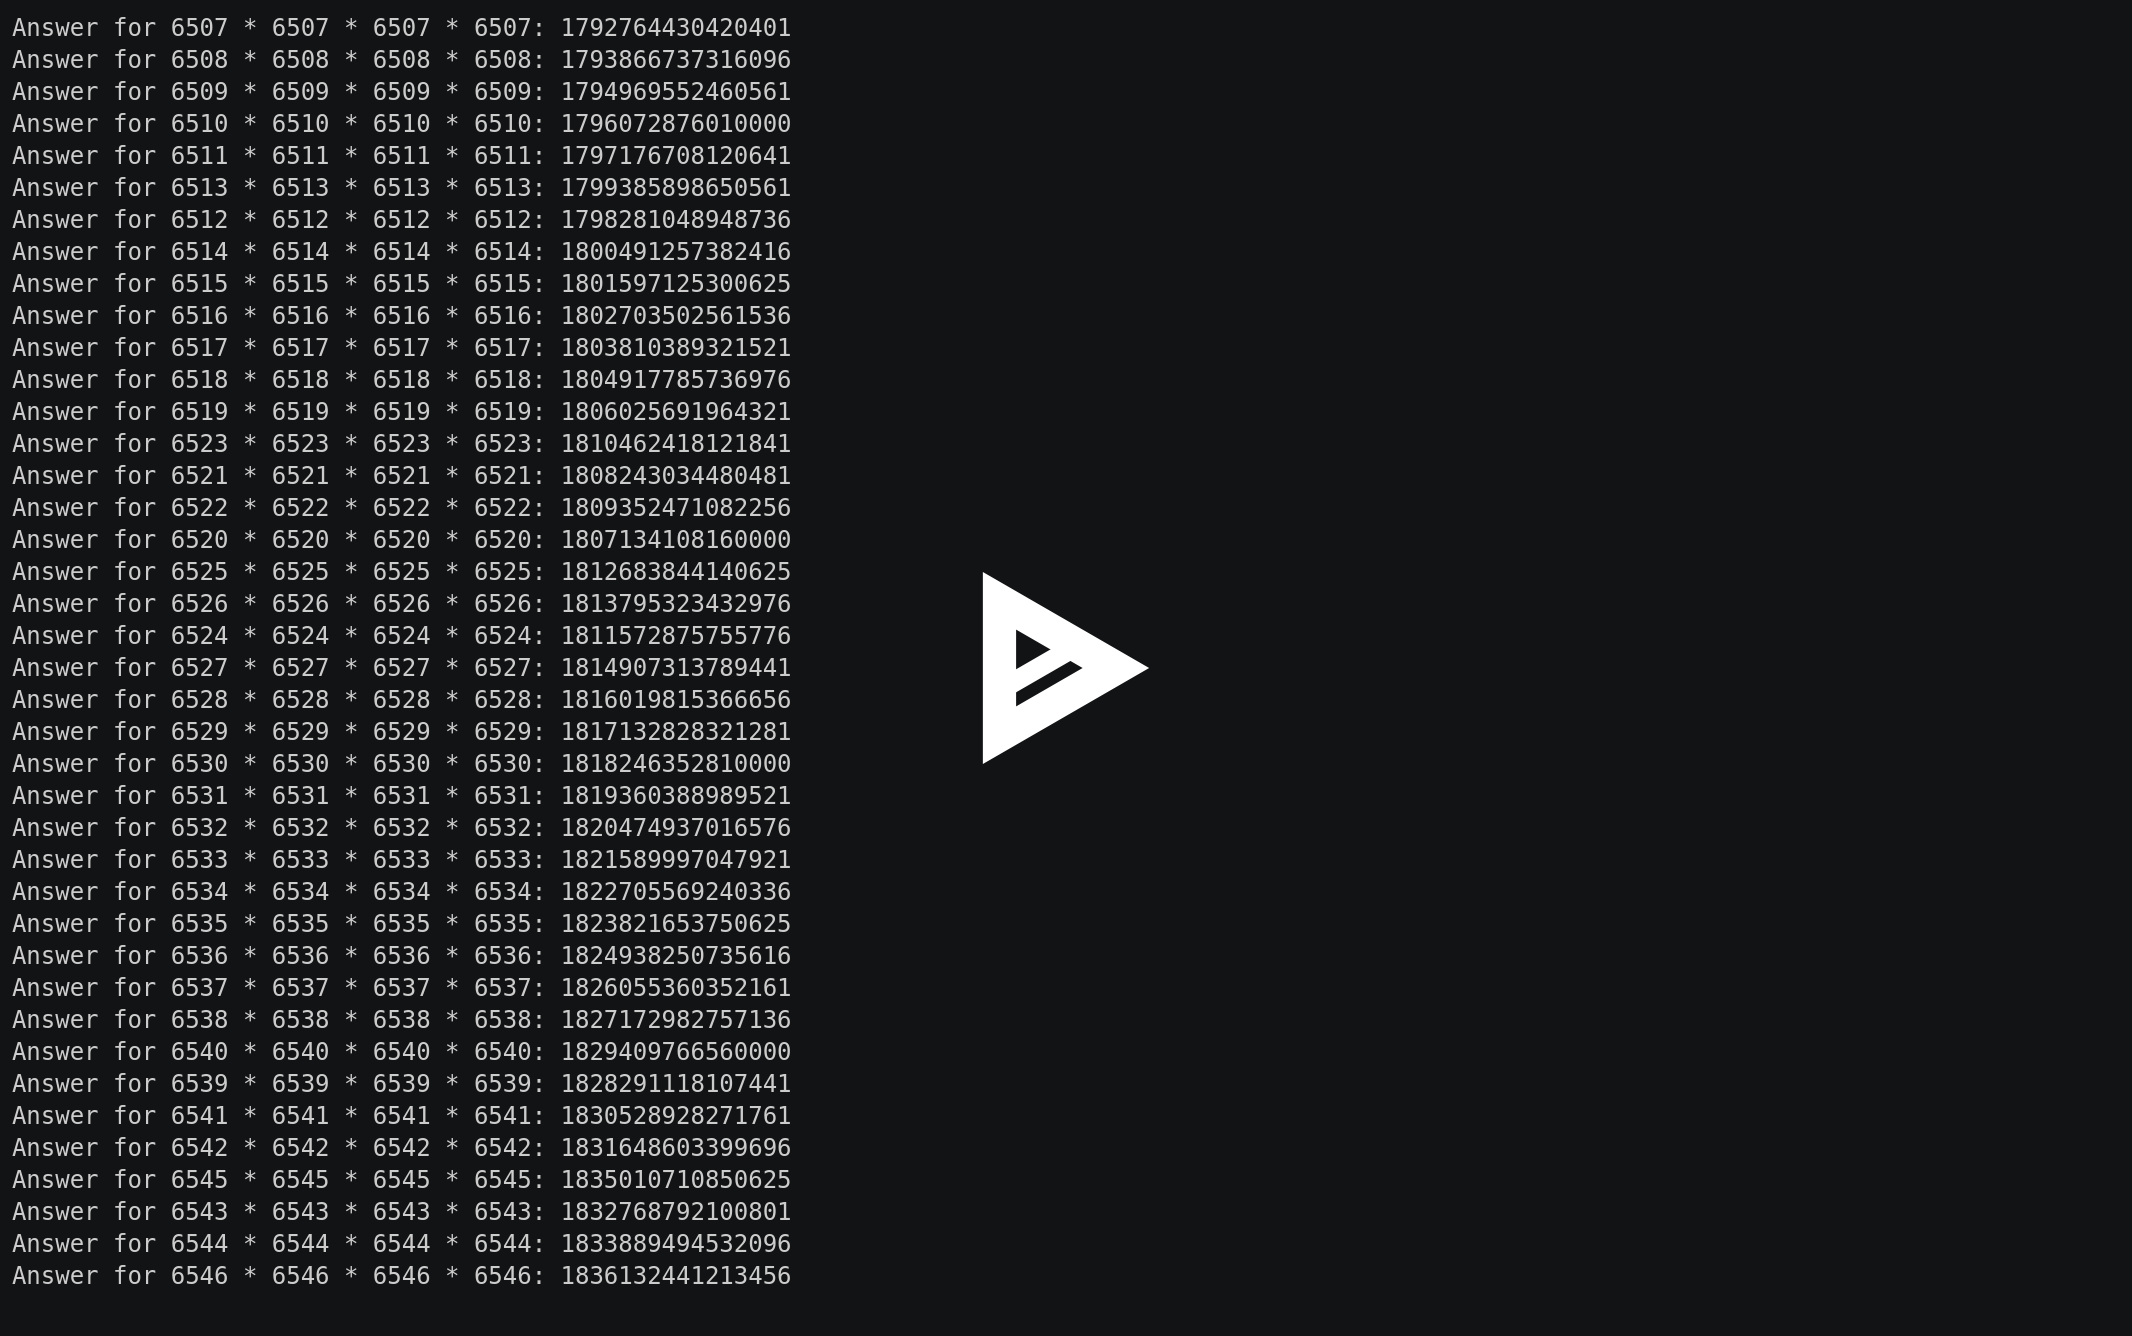 Answer for 6507 * 6507 * 6507 * 6507: 1792764430420401
Answer for 6508 * 6508 * 6508 * 6508: 1793866737316096
Answer for 6509 * 6509 * 6509 * 6509: 1794969552460561
Answer for 6510 * 6510 * 6510 * 6510: 1796072876010000
Answer for 6511 * 6511 * 6511 * 6511: 1797176708120641
Answer for 6513 * 6513 * 6513 * 6513: 1799385898650561
Answer for 6512 * 6512 * 6512 * 6512: 1798281048948736
Answer for 6514 * 6514 * 6514 * 6514: 1800491257382416
Answer for 6515 * 6515 * 6515 * 6515: 1801597125300625
Answer for 6516 * 6516 * 6516 * 6516: 1802703502561536
Answer for 6517 * 6517 * 6517 * 6517: 1803810389321521
Answer for 6518 * 6518 * 6518 * 6518: 1804917785736976
Answer for 6519 * 6519 * 6519 * 6519: 1806025691964321
Answer for 6523 * 6523 * 6523 * 6523: 1810462418121841
Answer for 6521 * 6521 * 6521 * 6521: 1808243034480481
Answer for 6522 * 6522 * 6522 * 6522: 1809352471082256
Answer for 6520 * 6520 * 6520 * 6520: 1807134108160000
Answer for 6525 * 6525 * 6525 * 6525: 1812683844140625
Answer for 6526 * 6526 * 6526 * 6526: 1813795323432976
Answer for 6524 * 6524 * 6524 * 6524: 1811572875755776
Answer for 6527 * 6527 * 6527 * 6527: 1814907313789441
Answer for 6528 * 6528 * 6528 * 6528: 1816019815366656
Answer for 6529 * 6529 * 6529 * 6529: 1817132828321281
Answer for 6530 * 6530 * 6530 * 6530: 1818246352810000
Answer for 6531 * 6531 * 6531 * 6531: 1819360388989521
Answer for 6532 * 6532 * 6532 * 6532: 1820474937016576
Answer for 6533 * 6533 * 6533 * 6533: 1821589997047921
Answer for 6534 * 6534 * 6534 * 6534: 1822705569240336
Answer for 6535 * 6535 * 6535 * 6535: 1823821653750625
Answer for 6536 * 6536 * 6536 * 6536: 1824938250735616
Answer for 6537 * 6537 * 6537 * 6537: 1826055360352161
Answer for 6538 * 6538 * 6538 * 6538: 1827172982757136
Answer for 6540 * 6540 * 6540 * 6540: 1829409766560000
Answer for 6539 * 6539 * 6539 * 6539: 1828291118107441
Answer for 6541 * 6541 * 6541 * 6541: 1830528928271761
Answer for 6542 * 6542 * 6542 * 6542: 1831648603399696
Answer for 6545 * 6545 * 6545 * 6545: 1835010710850625
Answer for 6543 * 6543 * 6543 * 6543: 1832768792100801
Answer for 6544 * 6544 * 6544 * 6544: 1833889494532096
Answer for 6546 * 6546 * 6546 * 6546: 1836132441213456